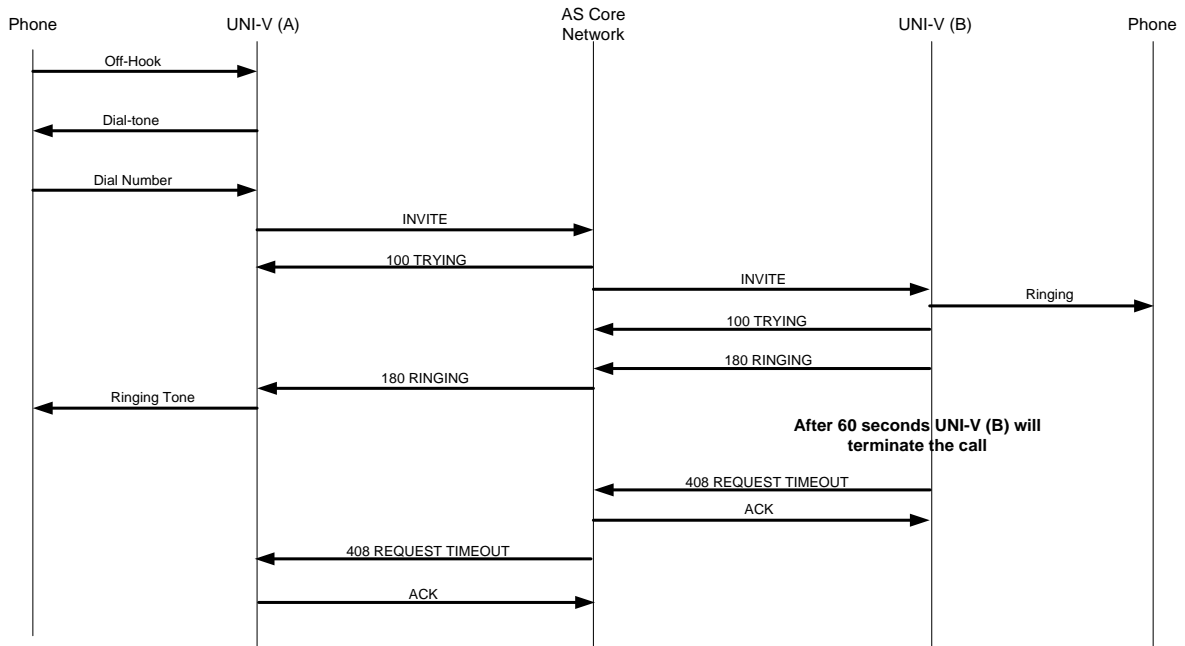 Phone
UNI-V (A)
AS Core
Network
UNI-V (B)
Phone
Off-Hook
Dial-tone
Dial Number
INVITE
100 TRYING
INVITE
Ringing
100 TRYING
180 RINGING
180 RINGING
Ringing Tone
After 60 seconds UNI-V (B) will
terminate the call
408 REQUEST TIMEOUT
ACK
408 REQUEST TIMEOUT
ACK